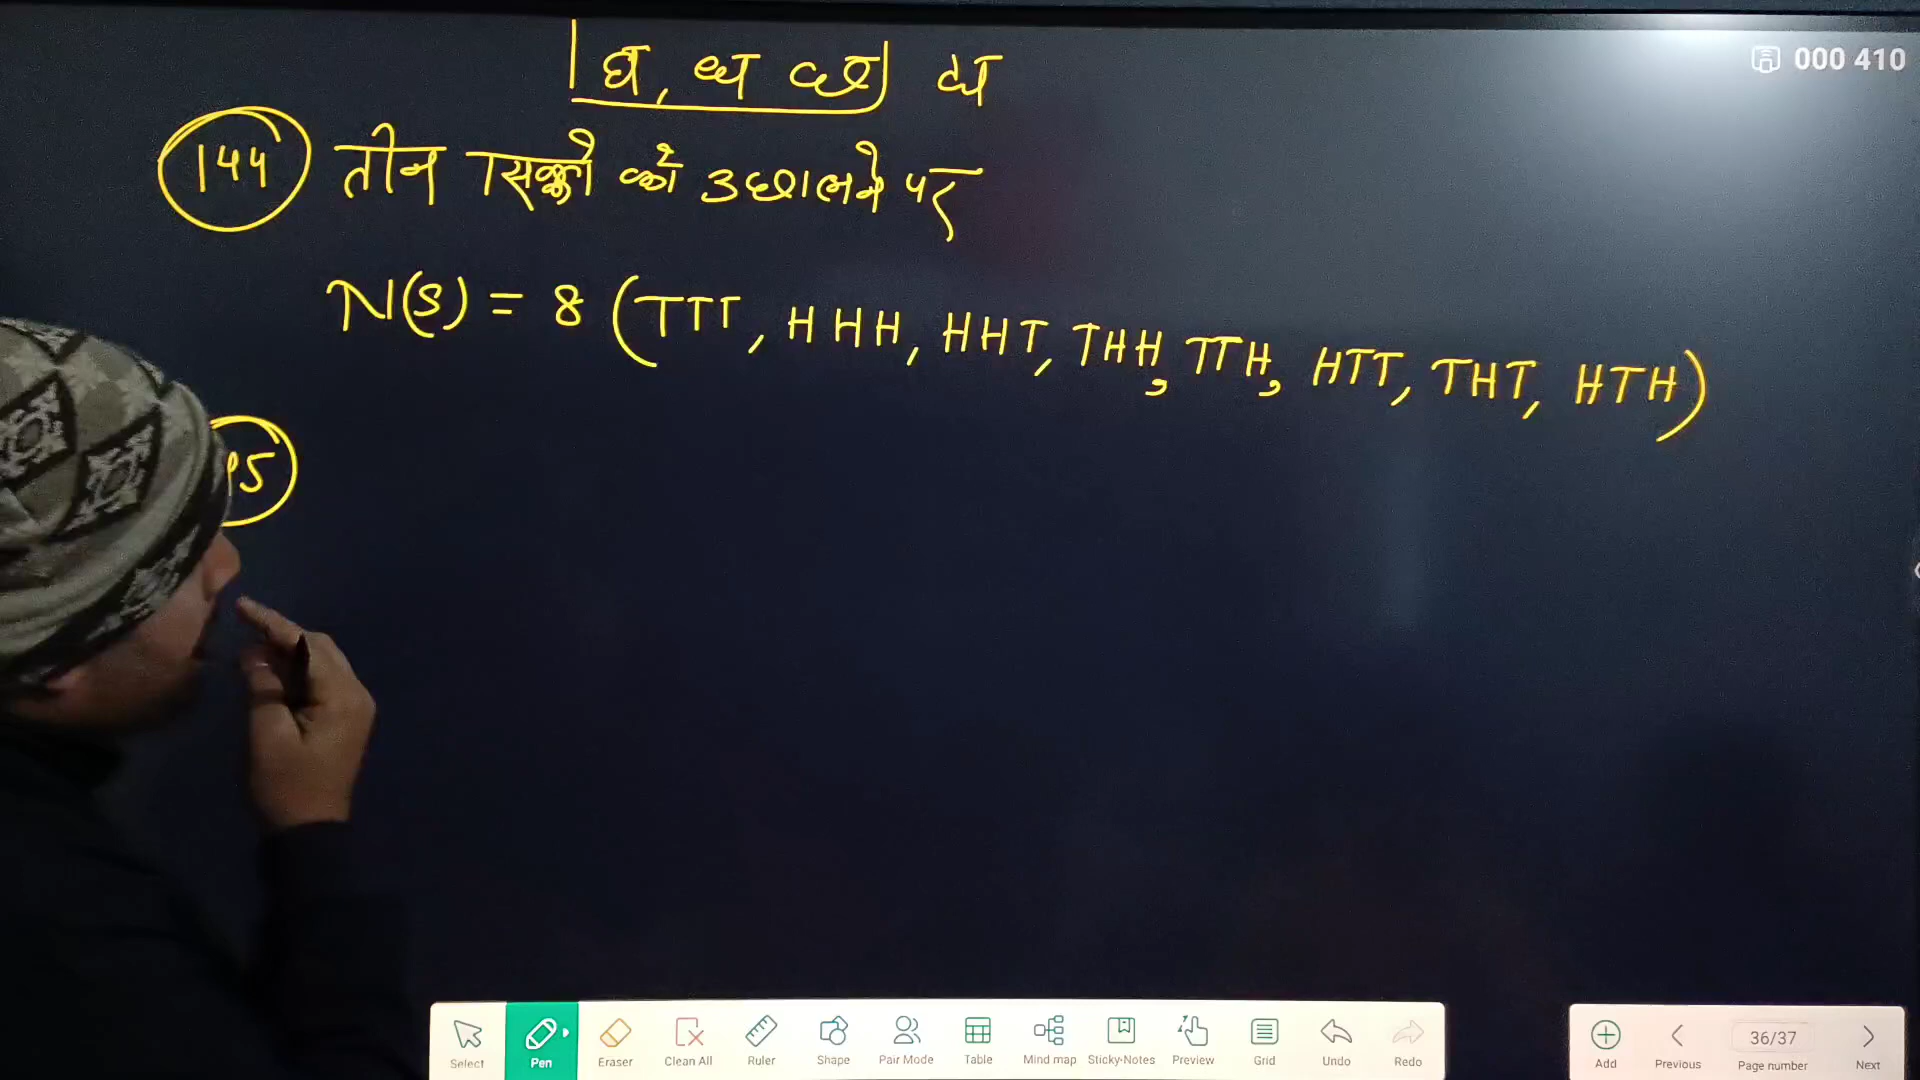 घ, ध छ
000 410
144 तीन सिक्को को उछालने पर
N(S) = 8 (TTT, HHH, HHT, THH, TTH, HTT, THT, HTH)
Select Pen Eraser Clean All Ruler Shape Pair Mode Table Mind map Sticky-Notes Preview Grid Undo Redo Add Previous 36/37 Page number Next